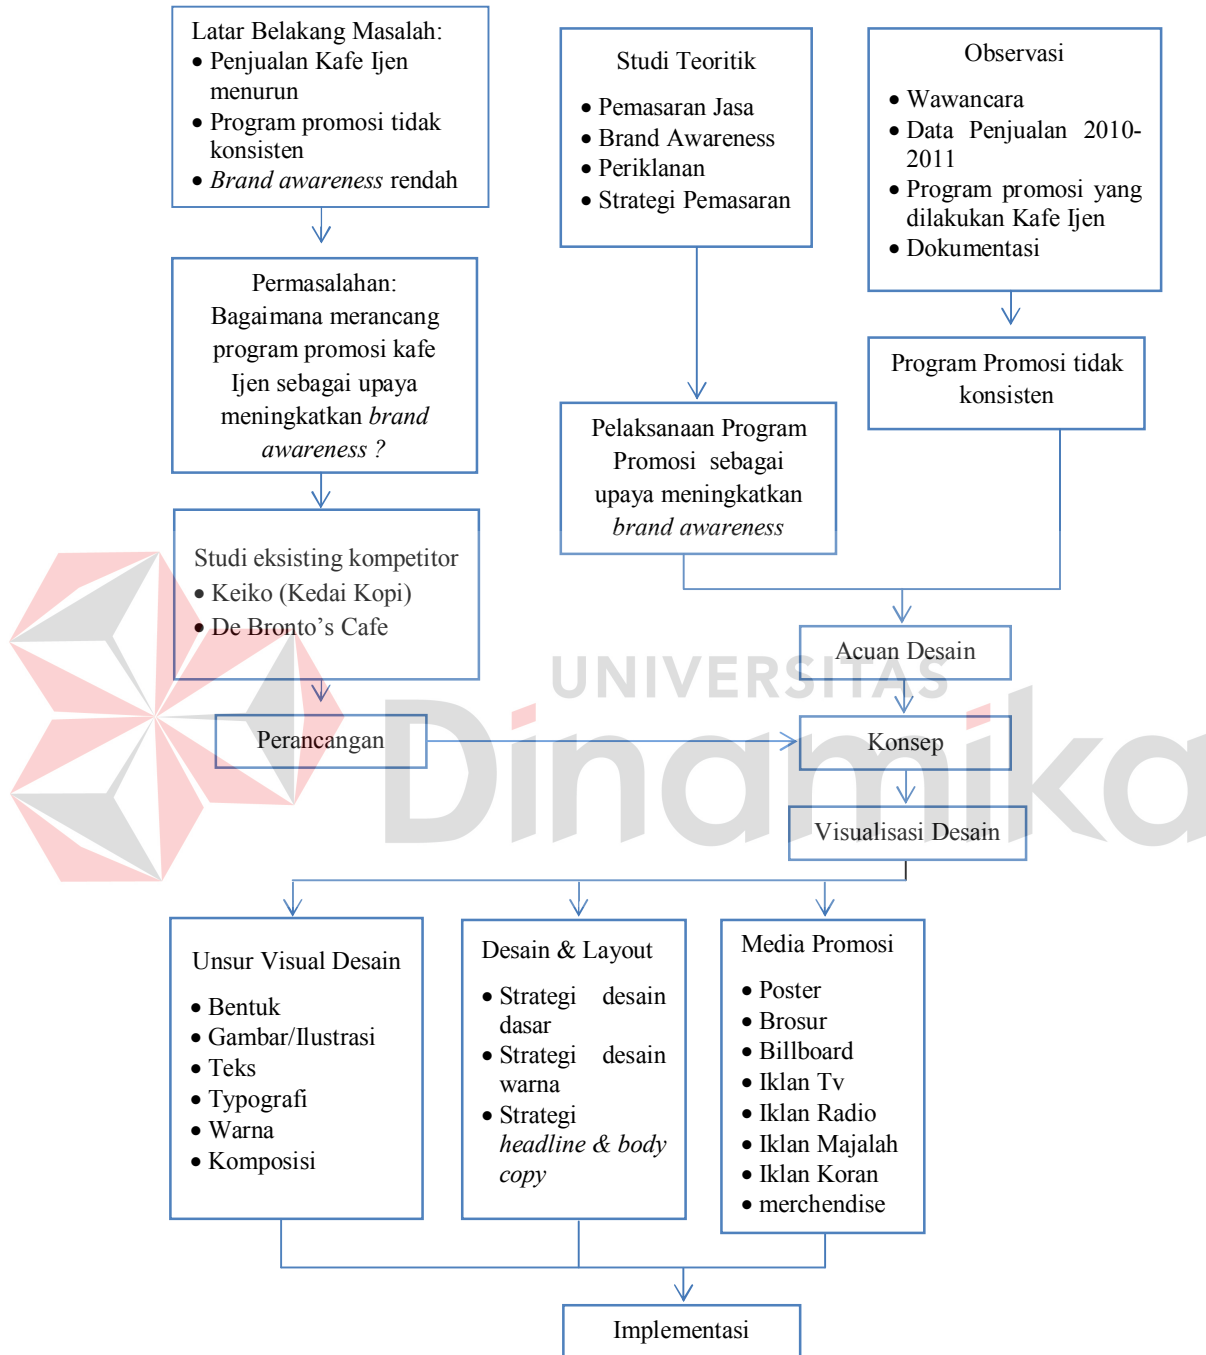 Latar Belakang Masalah:
• Penjualan Kafe Ijen
menurun
• Program promosi tidak
konsisten
• Brand awareness rendah
Studi Teoritik
• Pemasaran Jasa
• Brand Awareness
• Periklanan
• Strategi Pemasaran
Observasi
• Wawancara
• Data Penjualan 2010-
2011
• Program promosi yang
dilakukan Kafe Ijen
• Dokumentasi
Permasalahan:
Bagaimana merancang
program promosi kafe
Ijen sebagai upaya
meningkatkan brand
awareness ?
Program Promosi tidak
konsisten
Pelaksanaan Program
Promosi sebagai
upaya meningkatkan
brand awareness
Studi eksisting kompetitor
• Keiko (Kedai Kopi)
• De Bronto’s Cafe
Acuan Desain
UNIVERSITAS
Dinamika
Perancangan
Konsep
Visualisasi Desain
Unsur Visual Desain
• Bentuk
• Gambar/Ilustrasi
• Teks
• Typografi
• Warna
• Komposisi
Desain & Layout
• Strategi desain
dasar
• Strategi desain
warna
• Strategi
headline & body
copy
Media Promosi
• Poster
• Brosur
• Billboard
• Iklan Tv
• Iklan Radio
• Iklan Majalah
• Iklan Koran
• merchendise
Implementasi